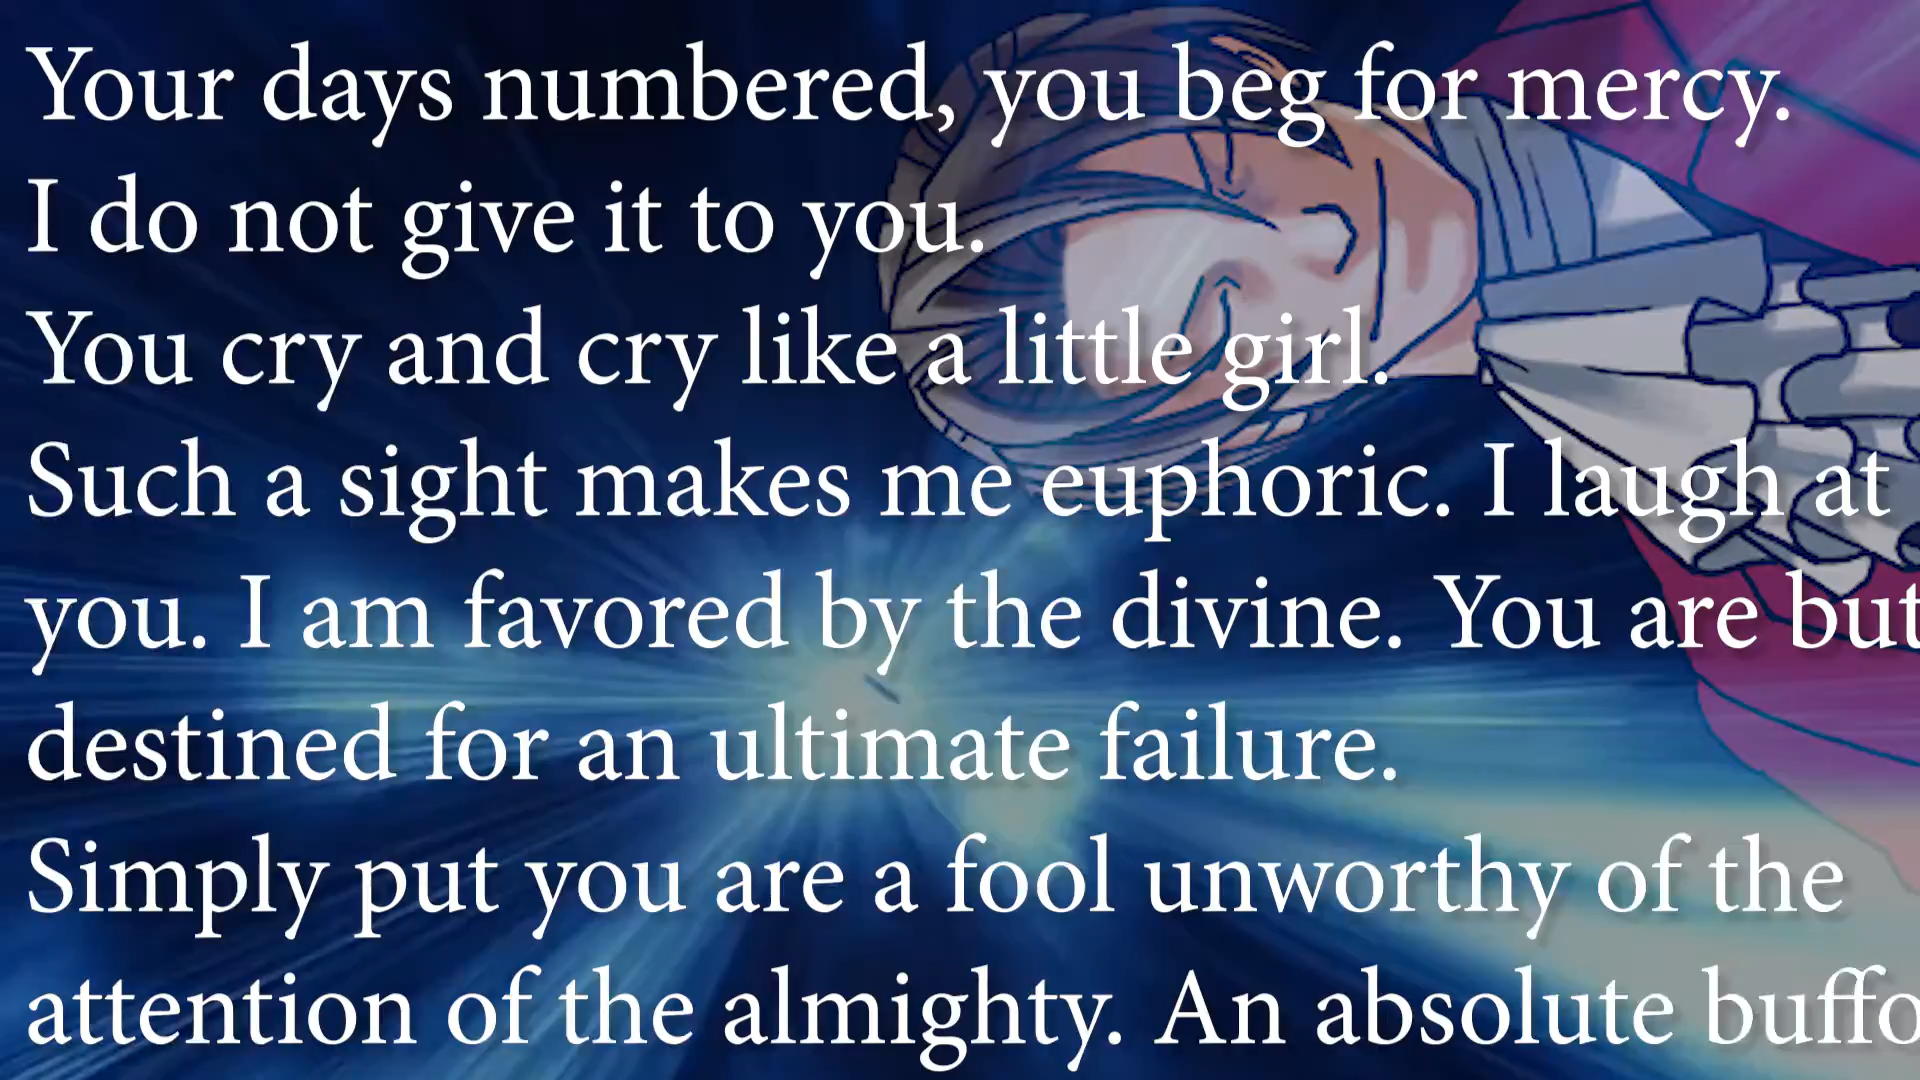 Your days numbered, you beg for mercy.
I do not give it to you.
You cry and cry like a little girl.
Such a sight makes me euphoric. I laugh at
you. I am favored by the divine. You are but
destined for an ultimate failure.
Simply put you are a fool unworthy of the
attention of the almighty. An absolute buffo